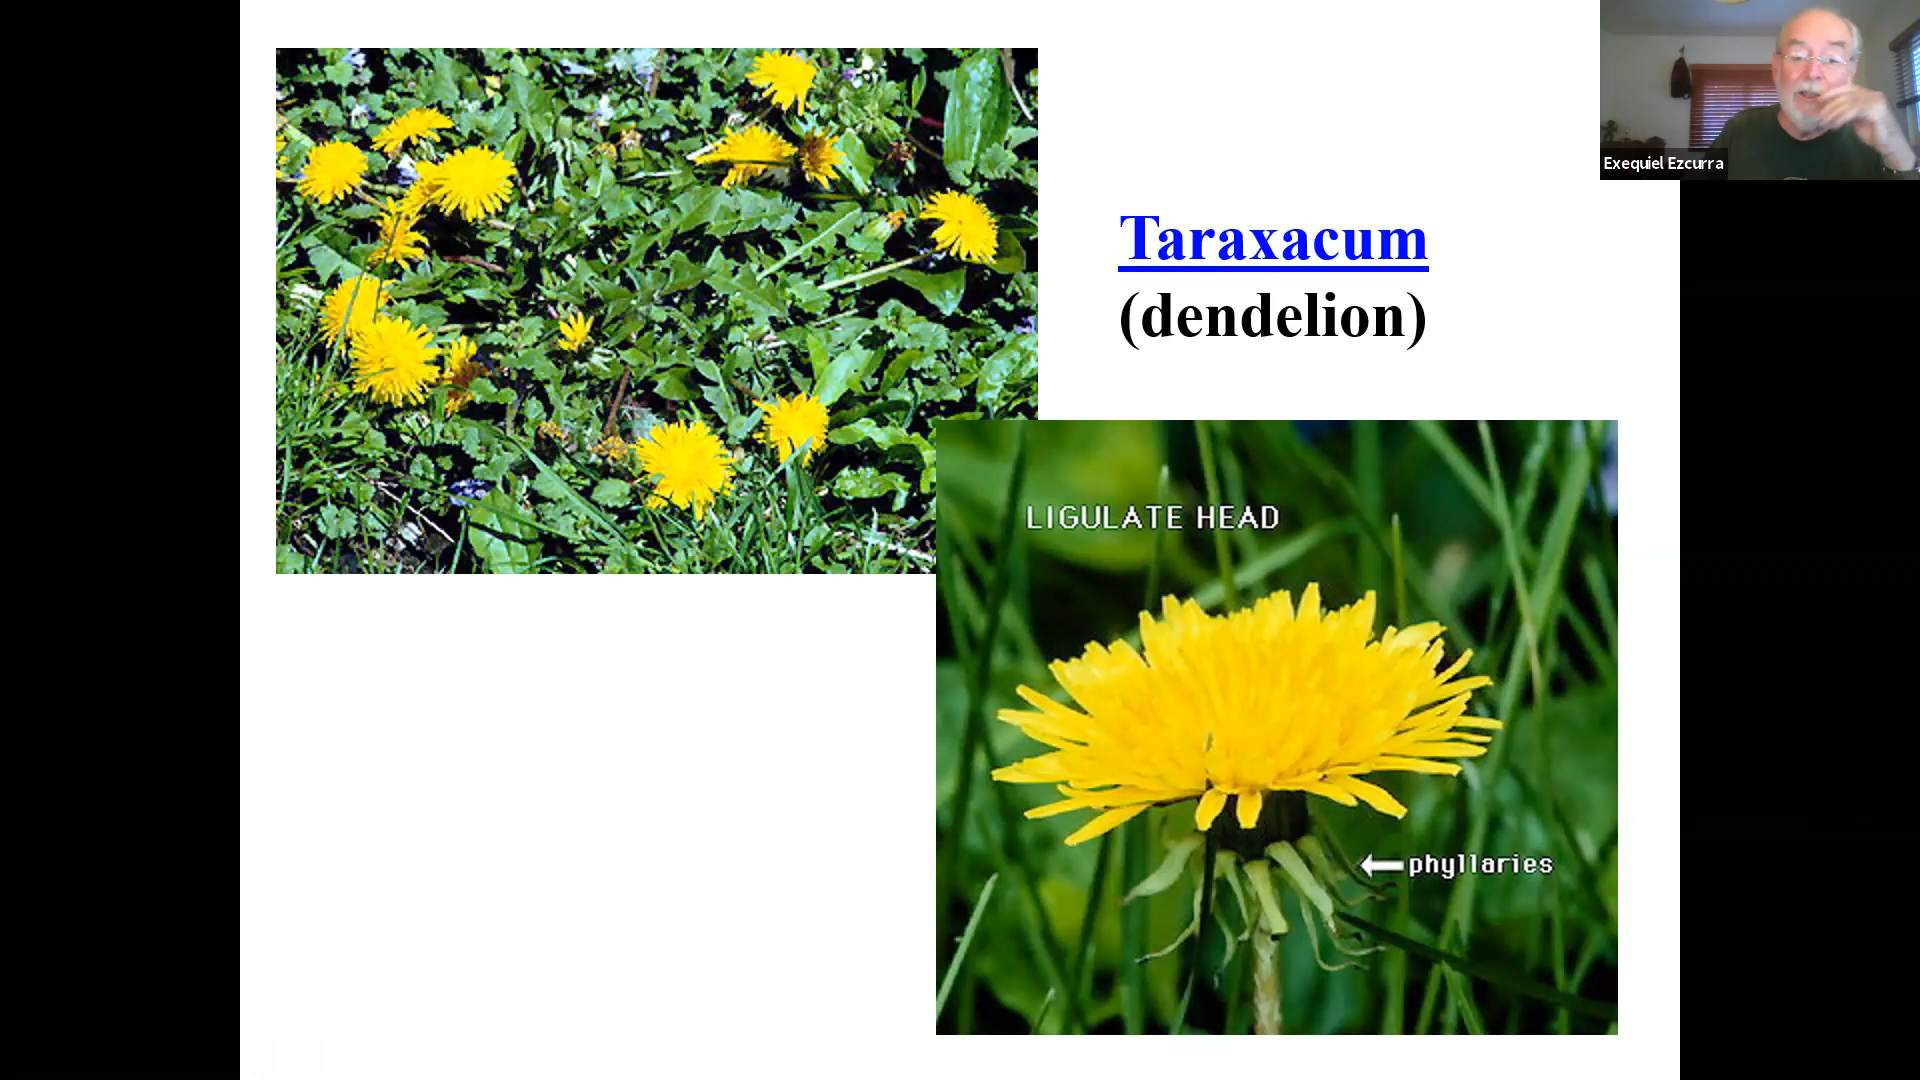 Exequiel Ezcurra
Taraxacum
(dendelion)
LIGULATE HEAD
phyllaries